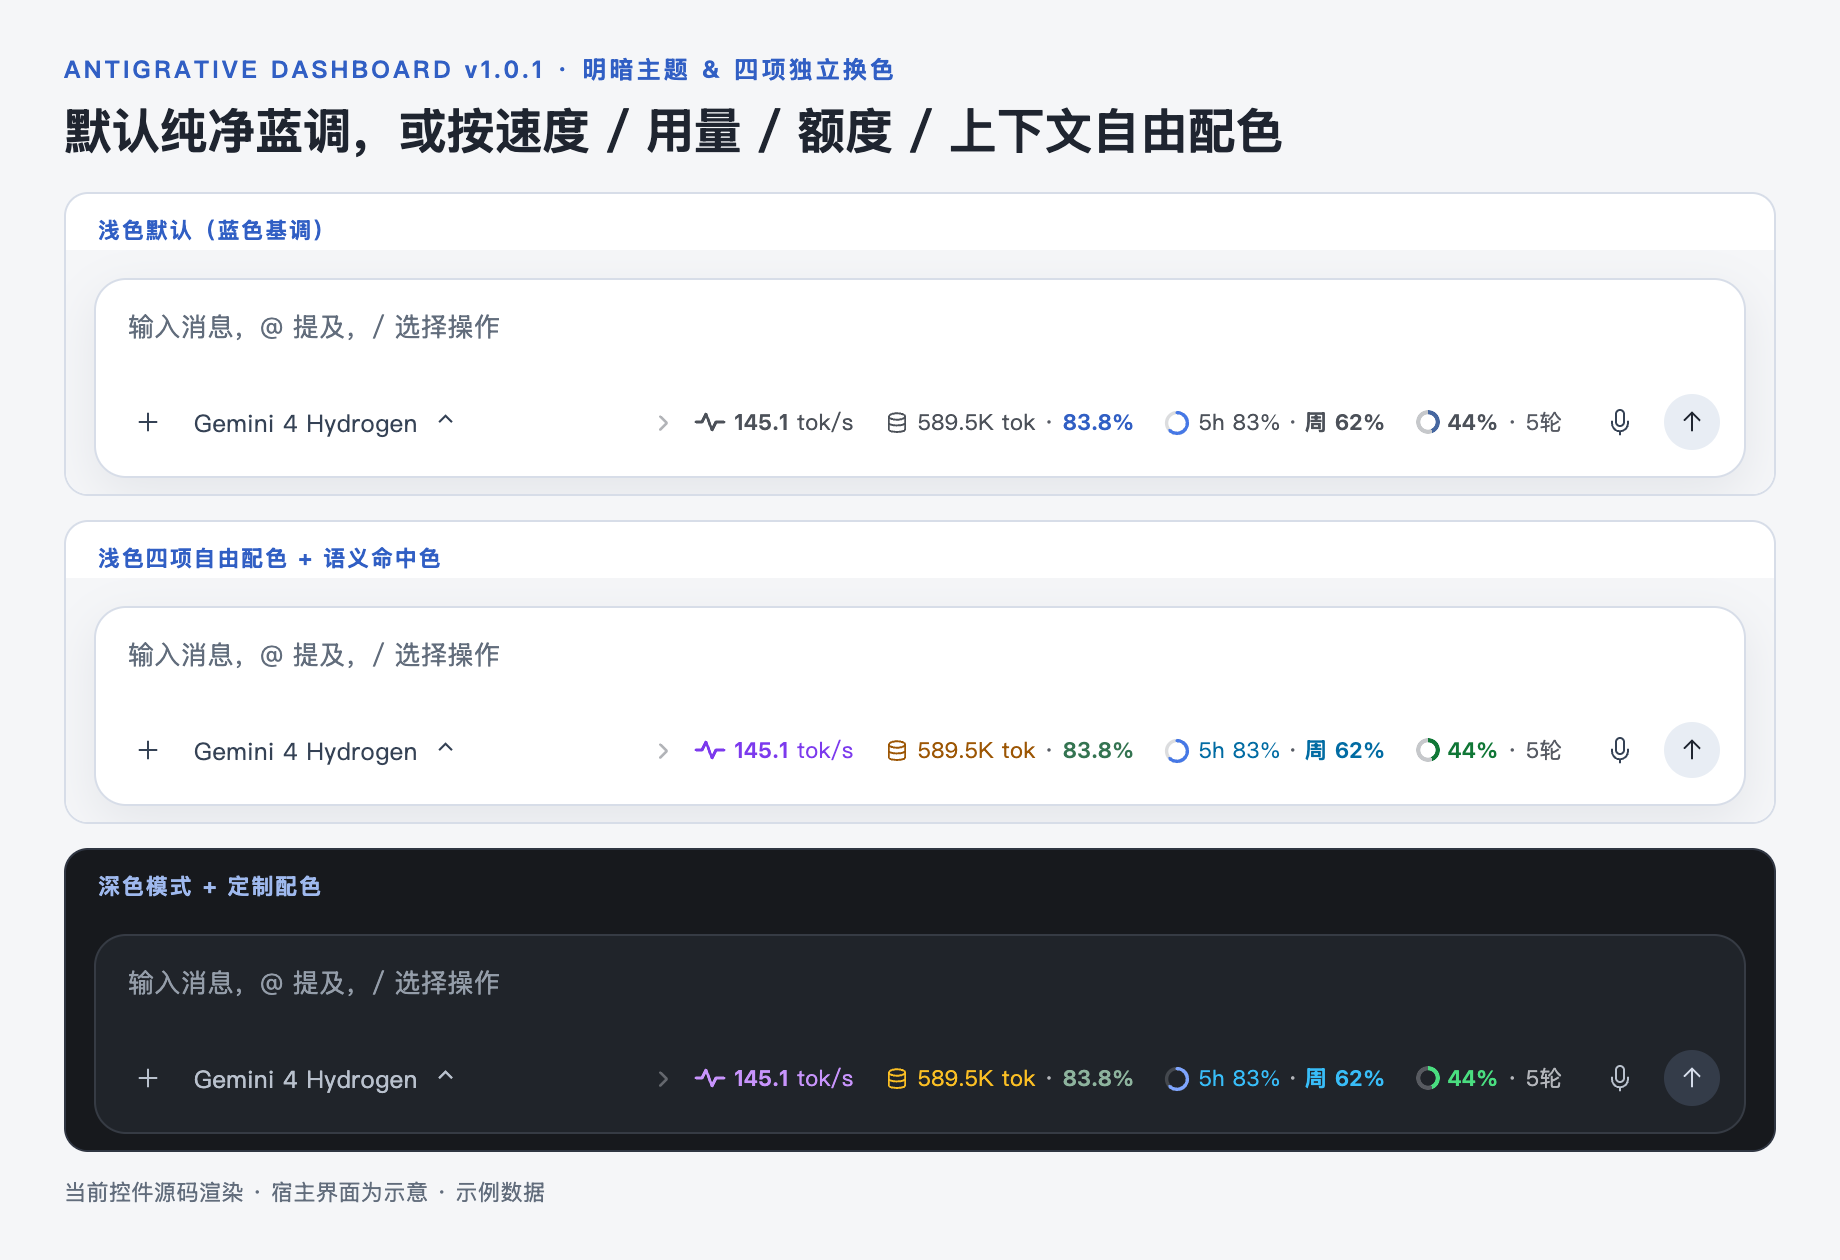 ANTIGRATIVE DASHBOARD v1.0.1 · 明暗主题 & 四项独立换色
默认纯净蓝调，或按速度 / 用量 / 额度 / 上下文自由配色
浅色默认（蓝色基调）
输入消息，@ 提及，/ 选择操作
Gemini 4 Hydrogen 145.1 tok/s 589.5K tok · 83.8% 5h 83% · 周 62% 44% · 5轮
浅色四项自由配色 + 语义命中色
输入消息，@ 提及，/ 选择操作
Gemini 4 Hydrogen 145.1 tok/s 589.5K tok · 83.8% 5h 83% · 周 62% 44% · 5轮
深色模式 + 定制配色
输入消息，@ 提及，/ 选择操作
Gemini 4 Hydrogen 145.1 tok/s 589.5K tok · 83.8% 5h 83% · 周 62% 44% · 5轮
当前控件源码渲染 · 宿主界面为示意 · 示例数据